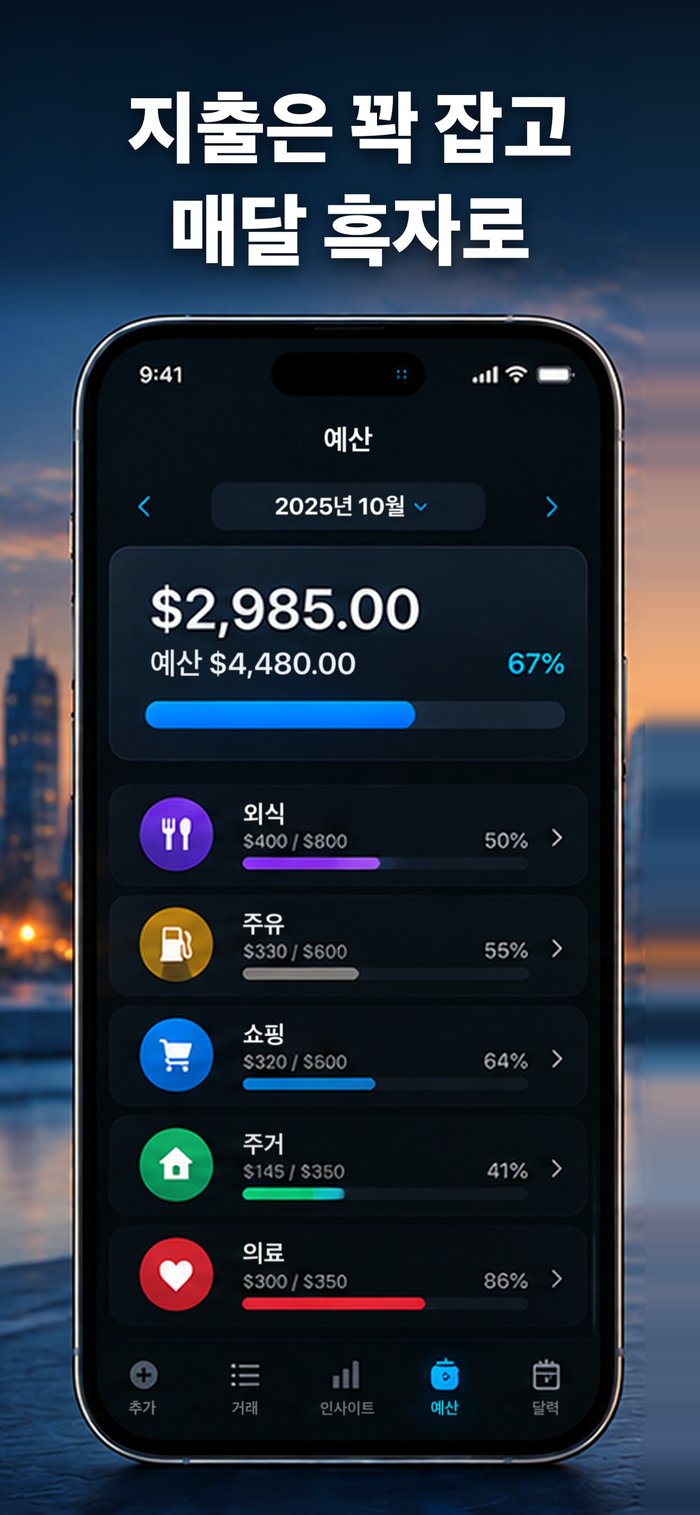 지출은 꽉 잡고
매달 흑자로
9:41
예산
2025년 10월
$2,985.00
예산 $4,480.00
67%
외식
$400 / $800
50%
주유
$330 / $600
55%
쇼핑
$320 / $600
64%
주거
$145 / $350
41%
의료
$300 / $350
86%
추가
거래
인사이트
예산
달력